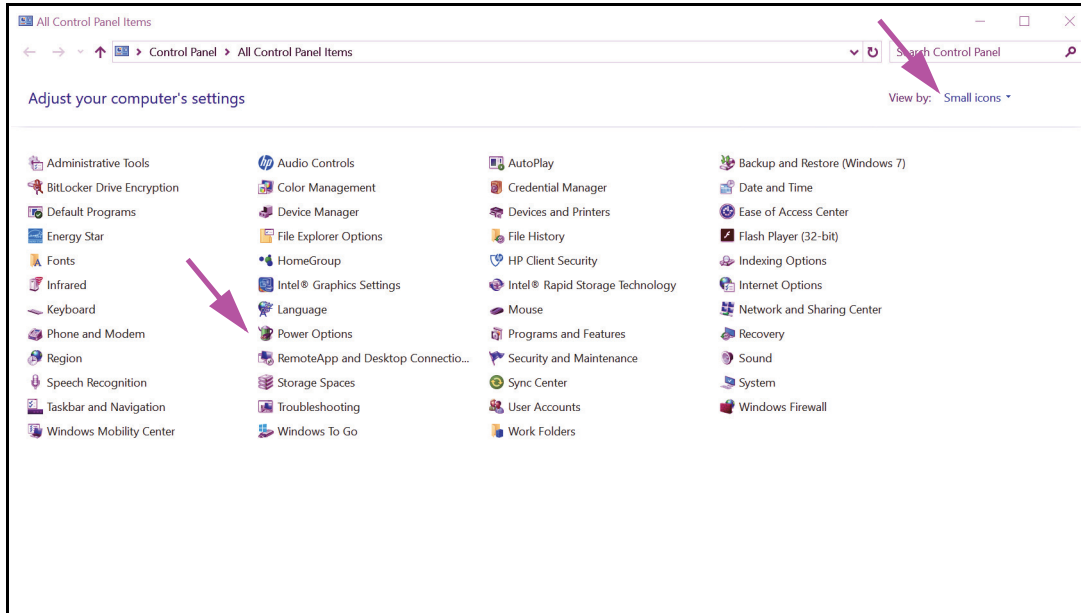 All Control Panel Items
Control Panel > All Control Panel Items
Search Control Panel
Adjust your computer's settings
View by: Small icons
Administrative Tools
Audio Controls
AutoPlay
Backup and Restore (Windows 7)
BitLocker Drive Encryption
Color Management
Credential Manager
Date and Time
Default Programs
Device Manager
Devices and Printers
Ease of Access Center
Energy Star
File Explorer Options
File History
Flash Player (32-bit)
Fonts
HomeGroup
HP Client Security
Indexing Options
Infrared
Intel® Graphics Settings
Intel® Rapid Storage Technology
Internet Options
Keyboard
Language
Mouse
Network and Sharing Center
Phone and Modem
Power Options
Programs and Features
Recovery
Region
RemoteApp and Desktop Connectio...
Security and Maintenance
Sound
Speech Recognition
Storage Spaces
Sync Center
System
Taskbar and Navigation
Troubleshooting
User Accounts
Windows Firewall
Windows Mobility Center
Windows To Go
Work Folders